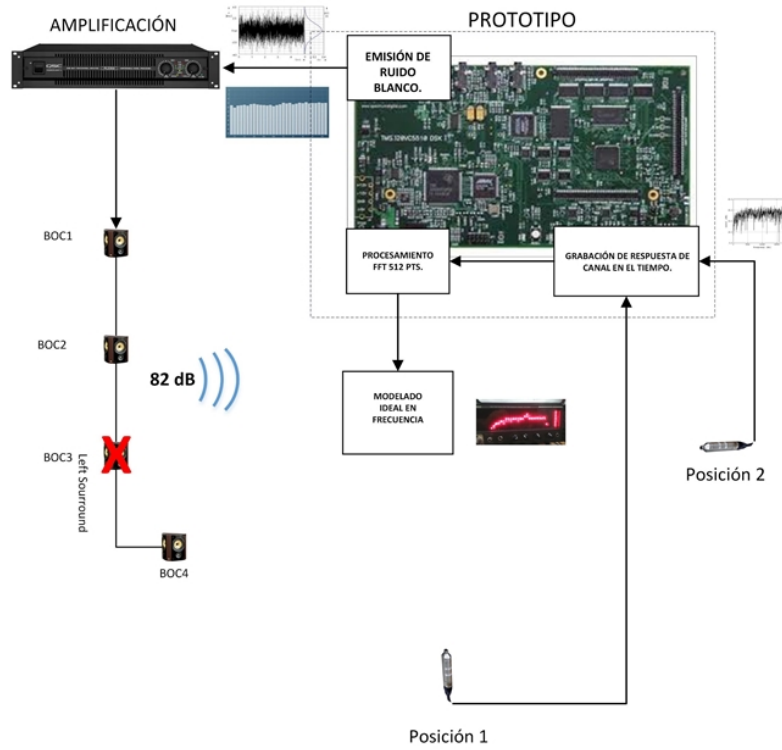 AMPLIFICACIÓN
PROTOTIPO
EMISIÓN DE
RUIDO
BLANCO.
BOC1
PROCESAMIENTO
FFT 512 PTS.
GRABACIÓN DE RESPUESTA DE
CANAL EN EL TIEMPO.
BOC2
82 dB
MODELADO
IDEAL EN
FRECUENCIA
BOC3
Left Sourround
Posición 2
BOC4
Posición 1